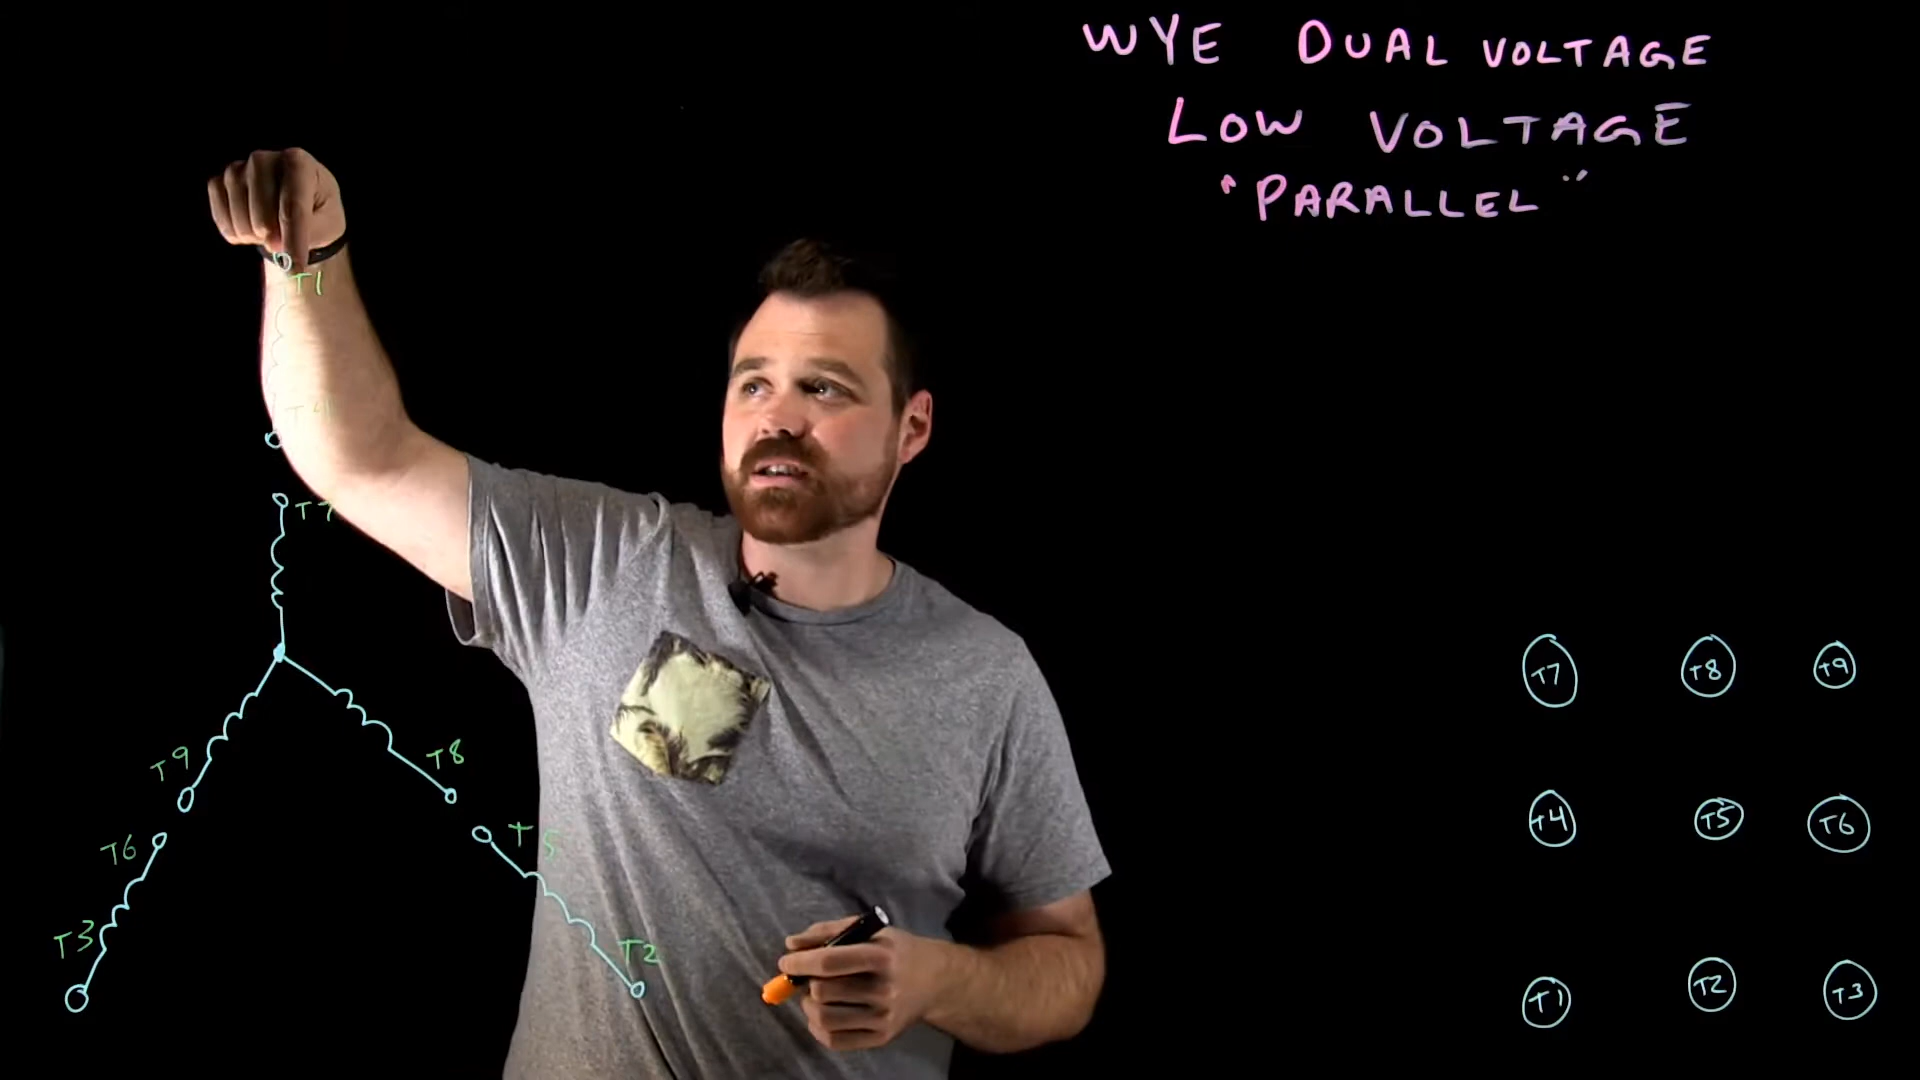 WYE DUAL VOLTAGE
LOW VOLTAGE
"PARALLEL"
T1
T4
T7
T9
T8
T6
T5
T3
T2
T7 T8 T9
T4 T5 T6
T1 T2 T3